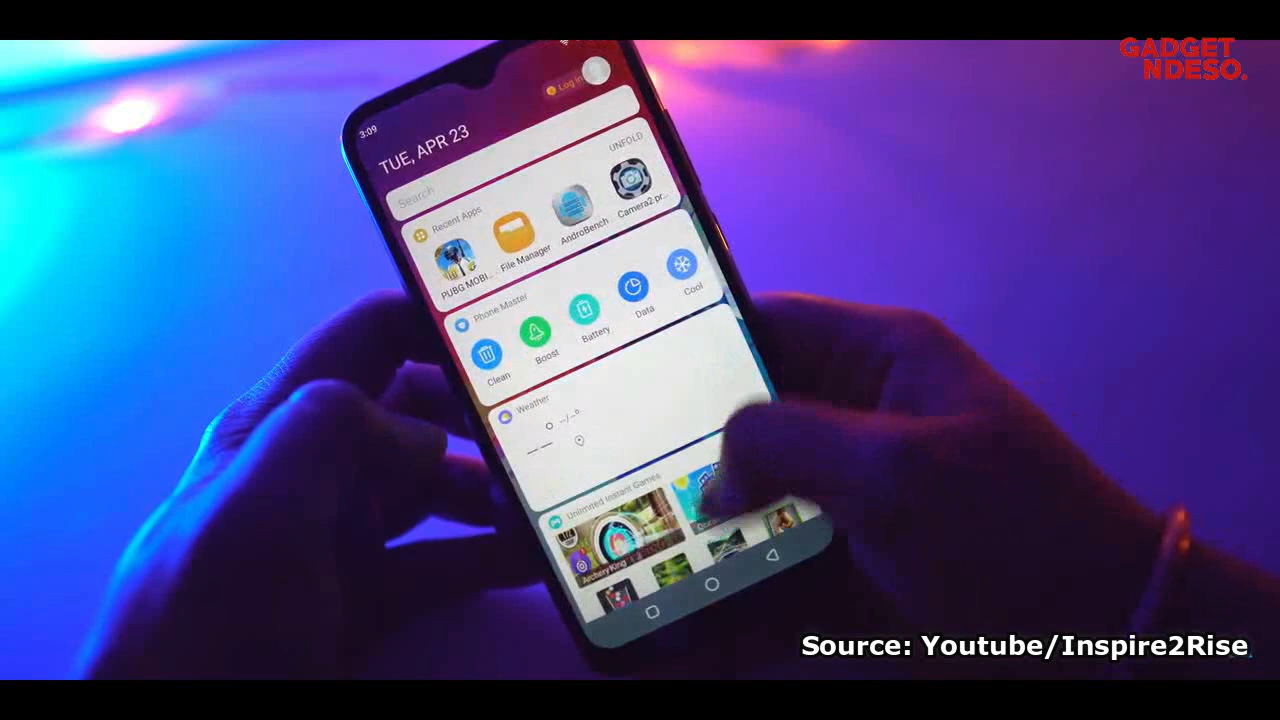 GADGET
NDESO.
3:09
Log in
TUE, APR 23
Search
UNFOLD
Recent Apps
PUBG MOBI...
File Manager
AndroBench
Camera2 pr...
Phone Master
Clean
Boost
Battery
Data
Cool
Weather
--/--°
Unlimited Instant Games
Archery King
Source: Youtube/Inspire2Rise